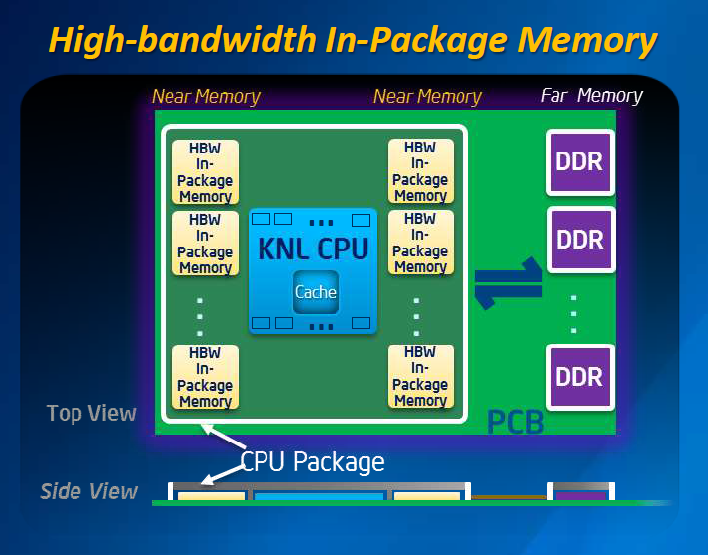 High-bandwidth In-Package Memory
Near Memory
Near Memory
Far Memory
HBW
In-
Package
Memory
HBW
In-
Package
Memory
DDR
HBW
In-
Package
Memory
KNL CPU
Cache
HBW
In-
Package
Memory
DDR
HBW
In-
Package
Memory
HBW
In-
Package
Memory
DDR
Top View
PCB
CPU Package
Side View